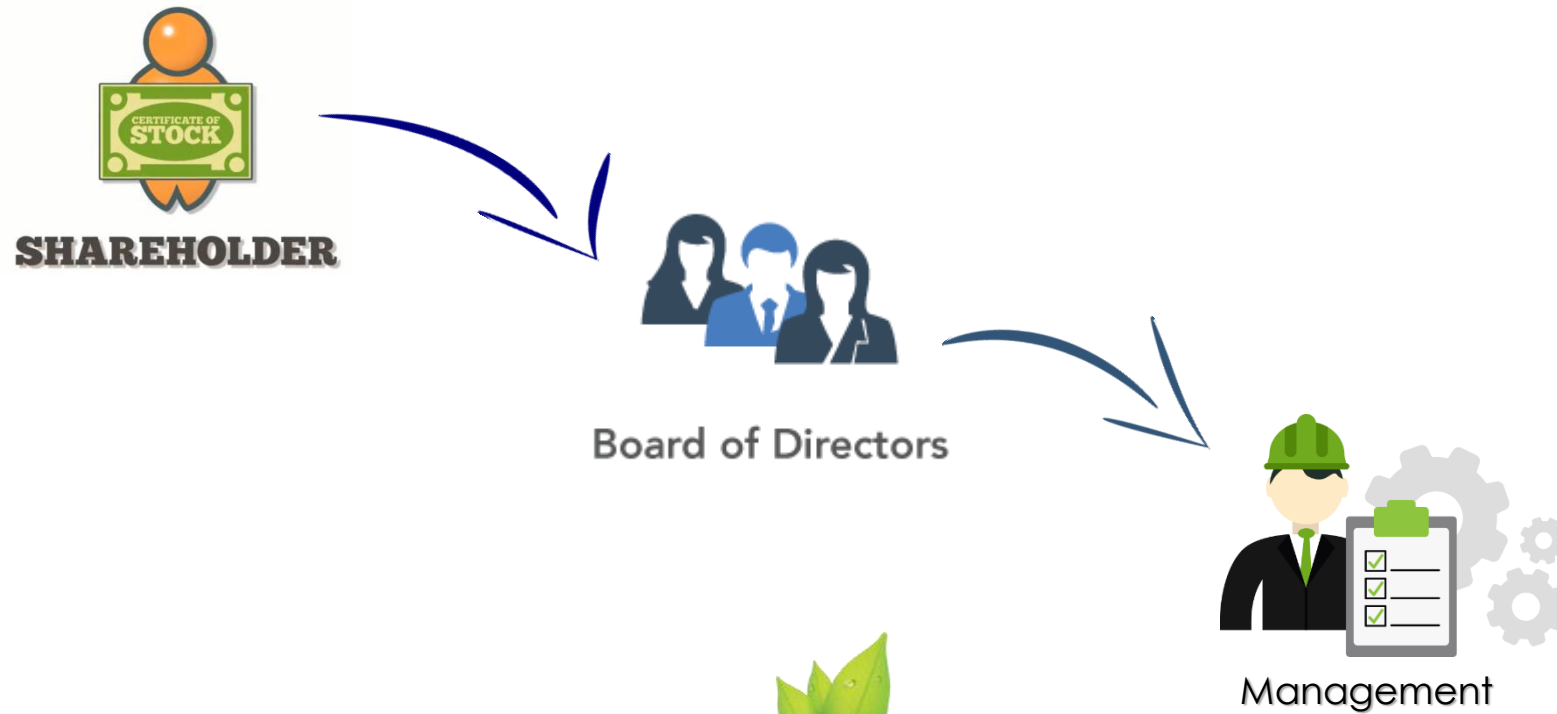 CERTIFICATE OF
STOCK
SHAREHOLDER
Board of Directors
Management